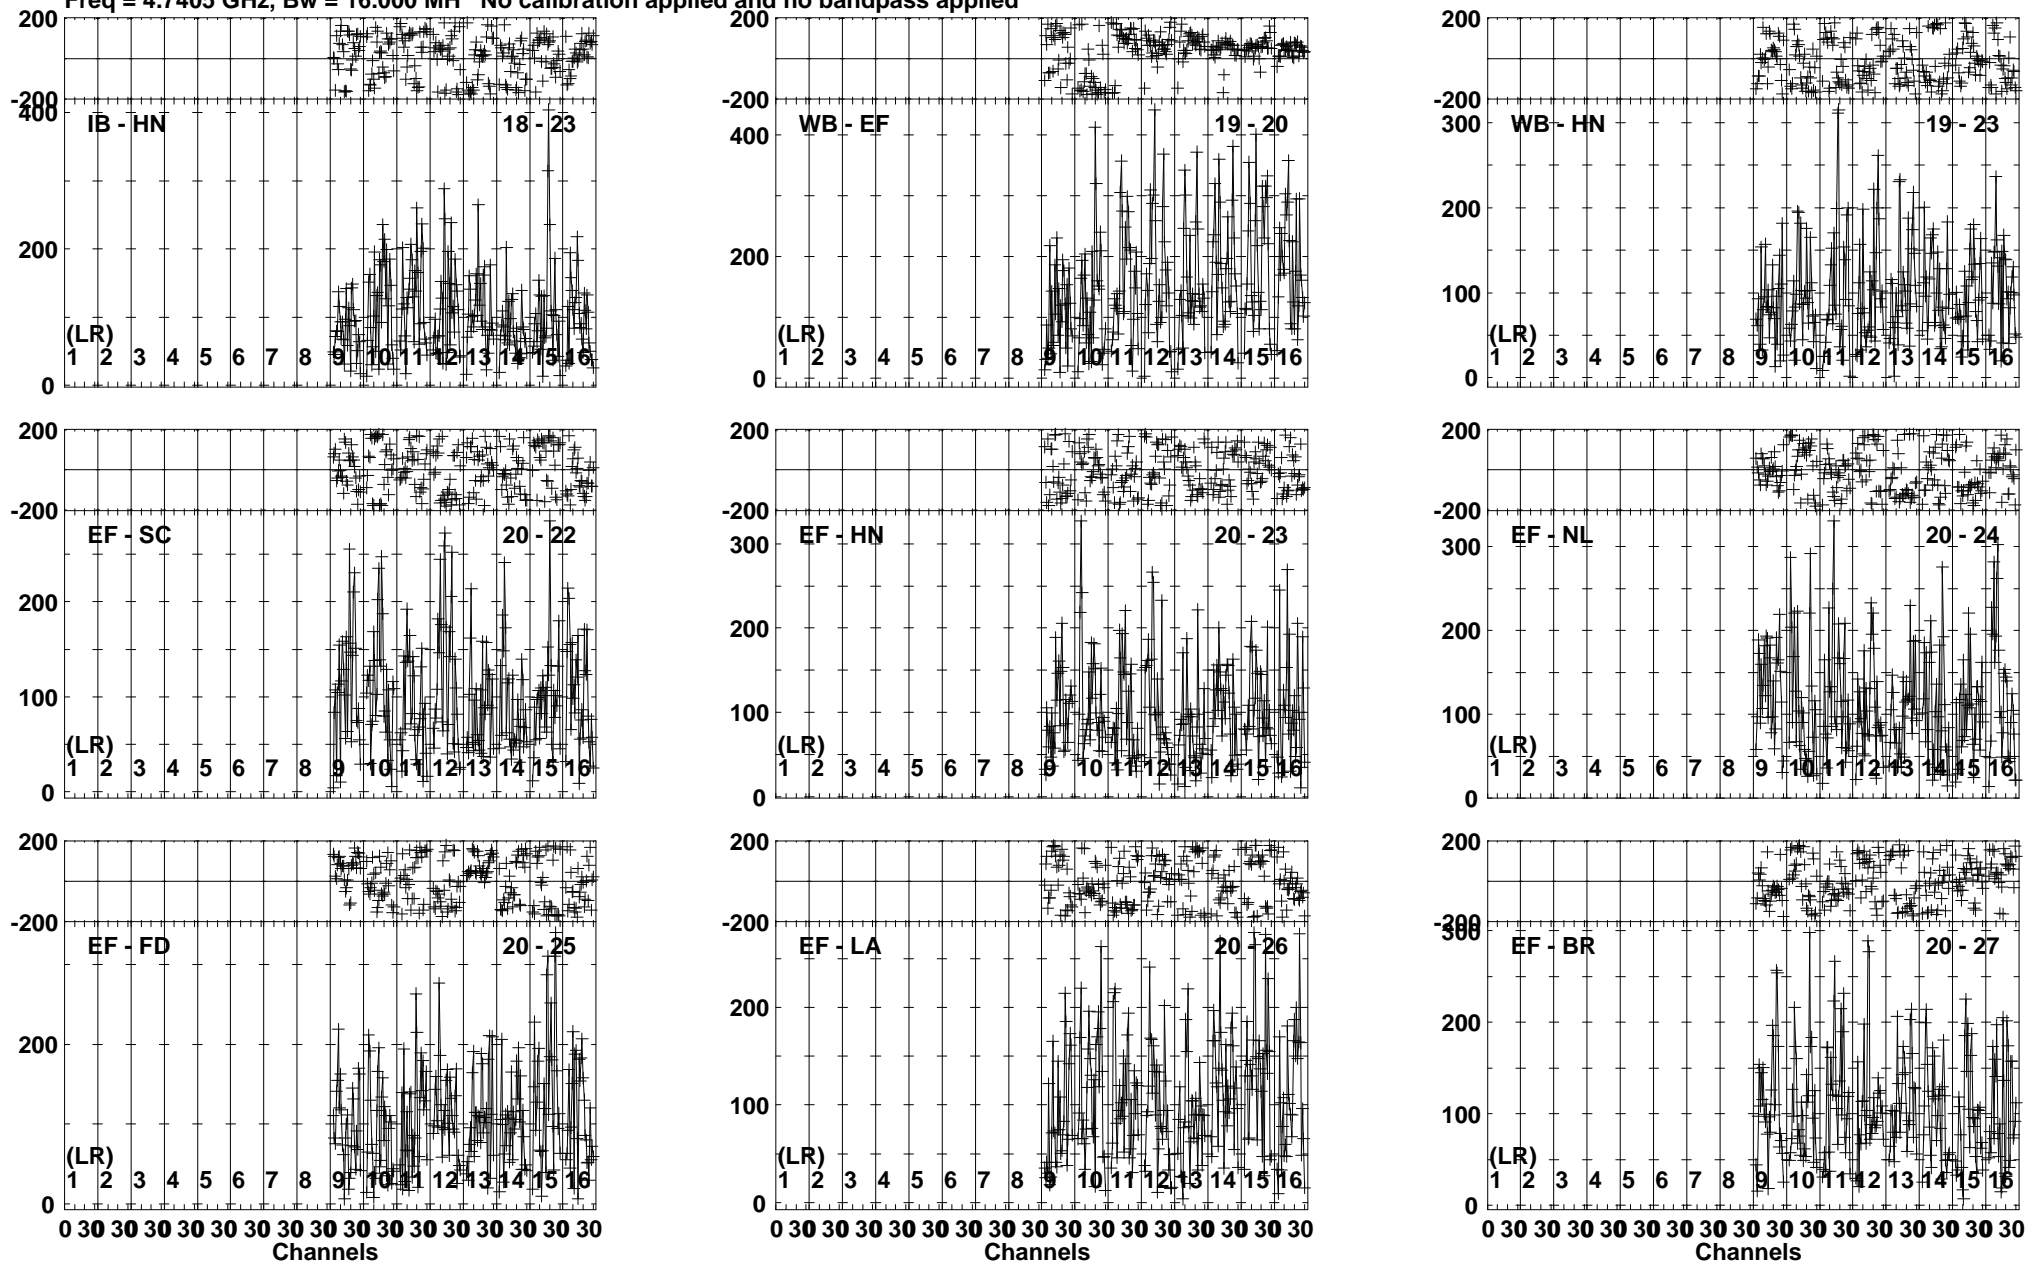 Freq = 4.7405 GHz, Bw = 16.000 MH No calibration applied and no bandpass applied
200 200 200
-200 -200 -200
400 IB - HN 18 - 23
400 WB - EF 19 - 20
300 WB - HN 19 - 23
200 200 200
100
(LR) (LR) (LR)
1 2 3 4 5 6 7 8 9 10 11 12 13 14 15 16
1 2 3 4 5 6 7 8 9 10 11 12 13 14 15 16
1 2 3 4 5 6 7 8 9 10 11 12 13 14 15 16
0 0 0
200 200 200
-200 -200 -200
EF - SC 20 - 22
300 EF - HN 20 - 23
300 EF - NL 20 - 24
200 200 200
100 100 100
(LR) (LR) (LR)
1 2 3 4 5 6 7 8 9 10 11 12 13 14 15 16
1 2 3 4 5 6 7 8 9 10 11 12 13 14 15 16
1 2 3 4 5 6 7 8 9 10 11 12 13 14 15 16
0 0 0
200 200 200
-200 -200 -200
EF - FD 20 - 25
EF - LA 20 - 26
300 EF - BR 20 - 27
200 200 200
100 100
(LR) (LR) (LR)
1 2 3 4 5 6 7 8 9 10 11 12 13 14 15 16
1 2 3 4 5 6 7 8 9 10 11 12 13 14 15 16
1 2 3 4 5 6 7 8 9 10 11 12 13 14 15 16
0 0 0
0 30 30 30 30 30 30 30 30 30 30 30 30 30 30 30 30
0 30 30 30 30 30 30 30 30 30 30 30 30 30 30 30 30
0 30 30 30 30 30 30 30 30 30 30 30 30 30 30 30 30
Channels Channels Channels